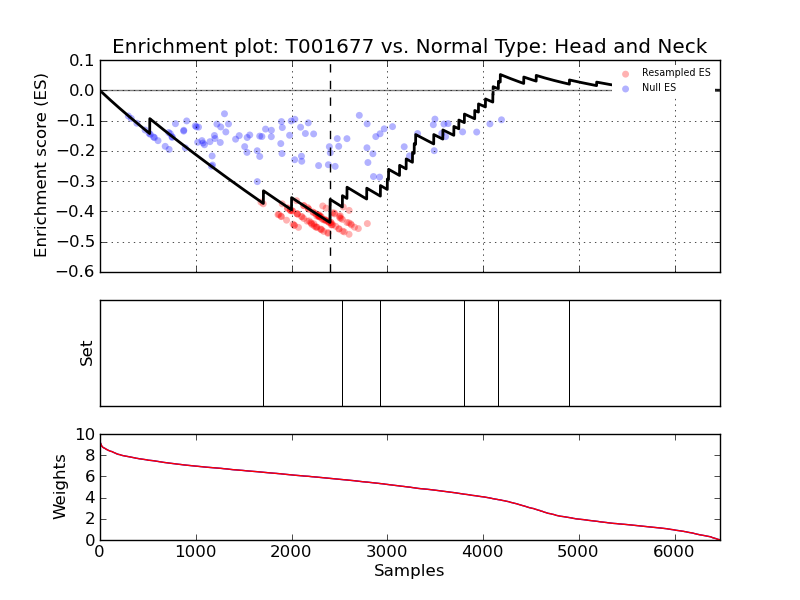 Enrichment plot: T001677 vs. Normal Type: Head and Neck
Enrichment score (ES)
0.1
0.0
−0.1
−0.2
−0.3
−0.4
−0.5
−0.6
Resampled ES
Null ES
Set
Weights
10
8
6
4
2
0
0 1000 2000 3000 4000 5000 6000
Samples